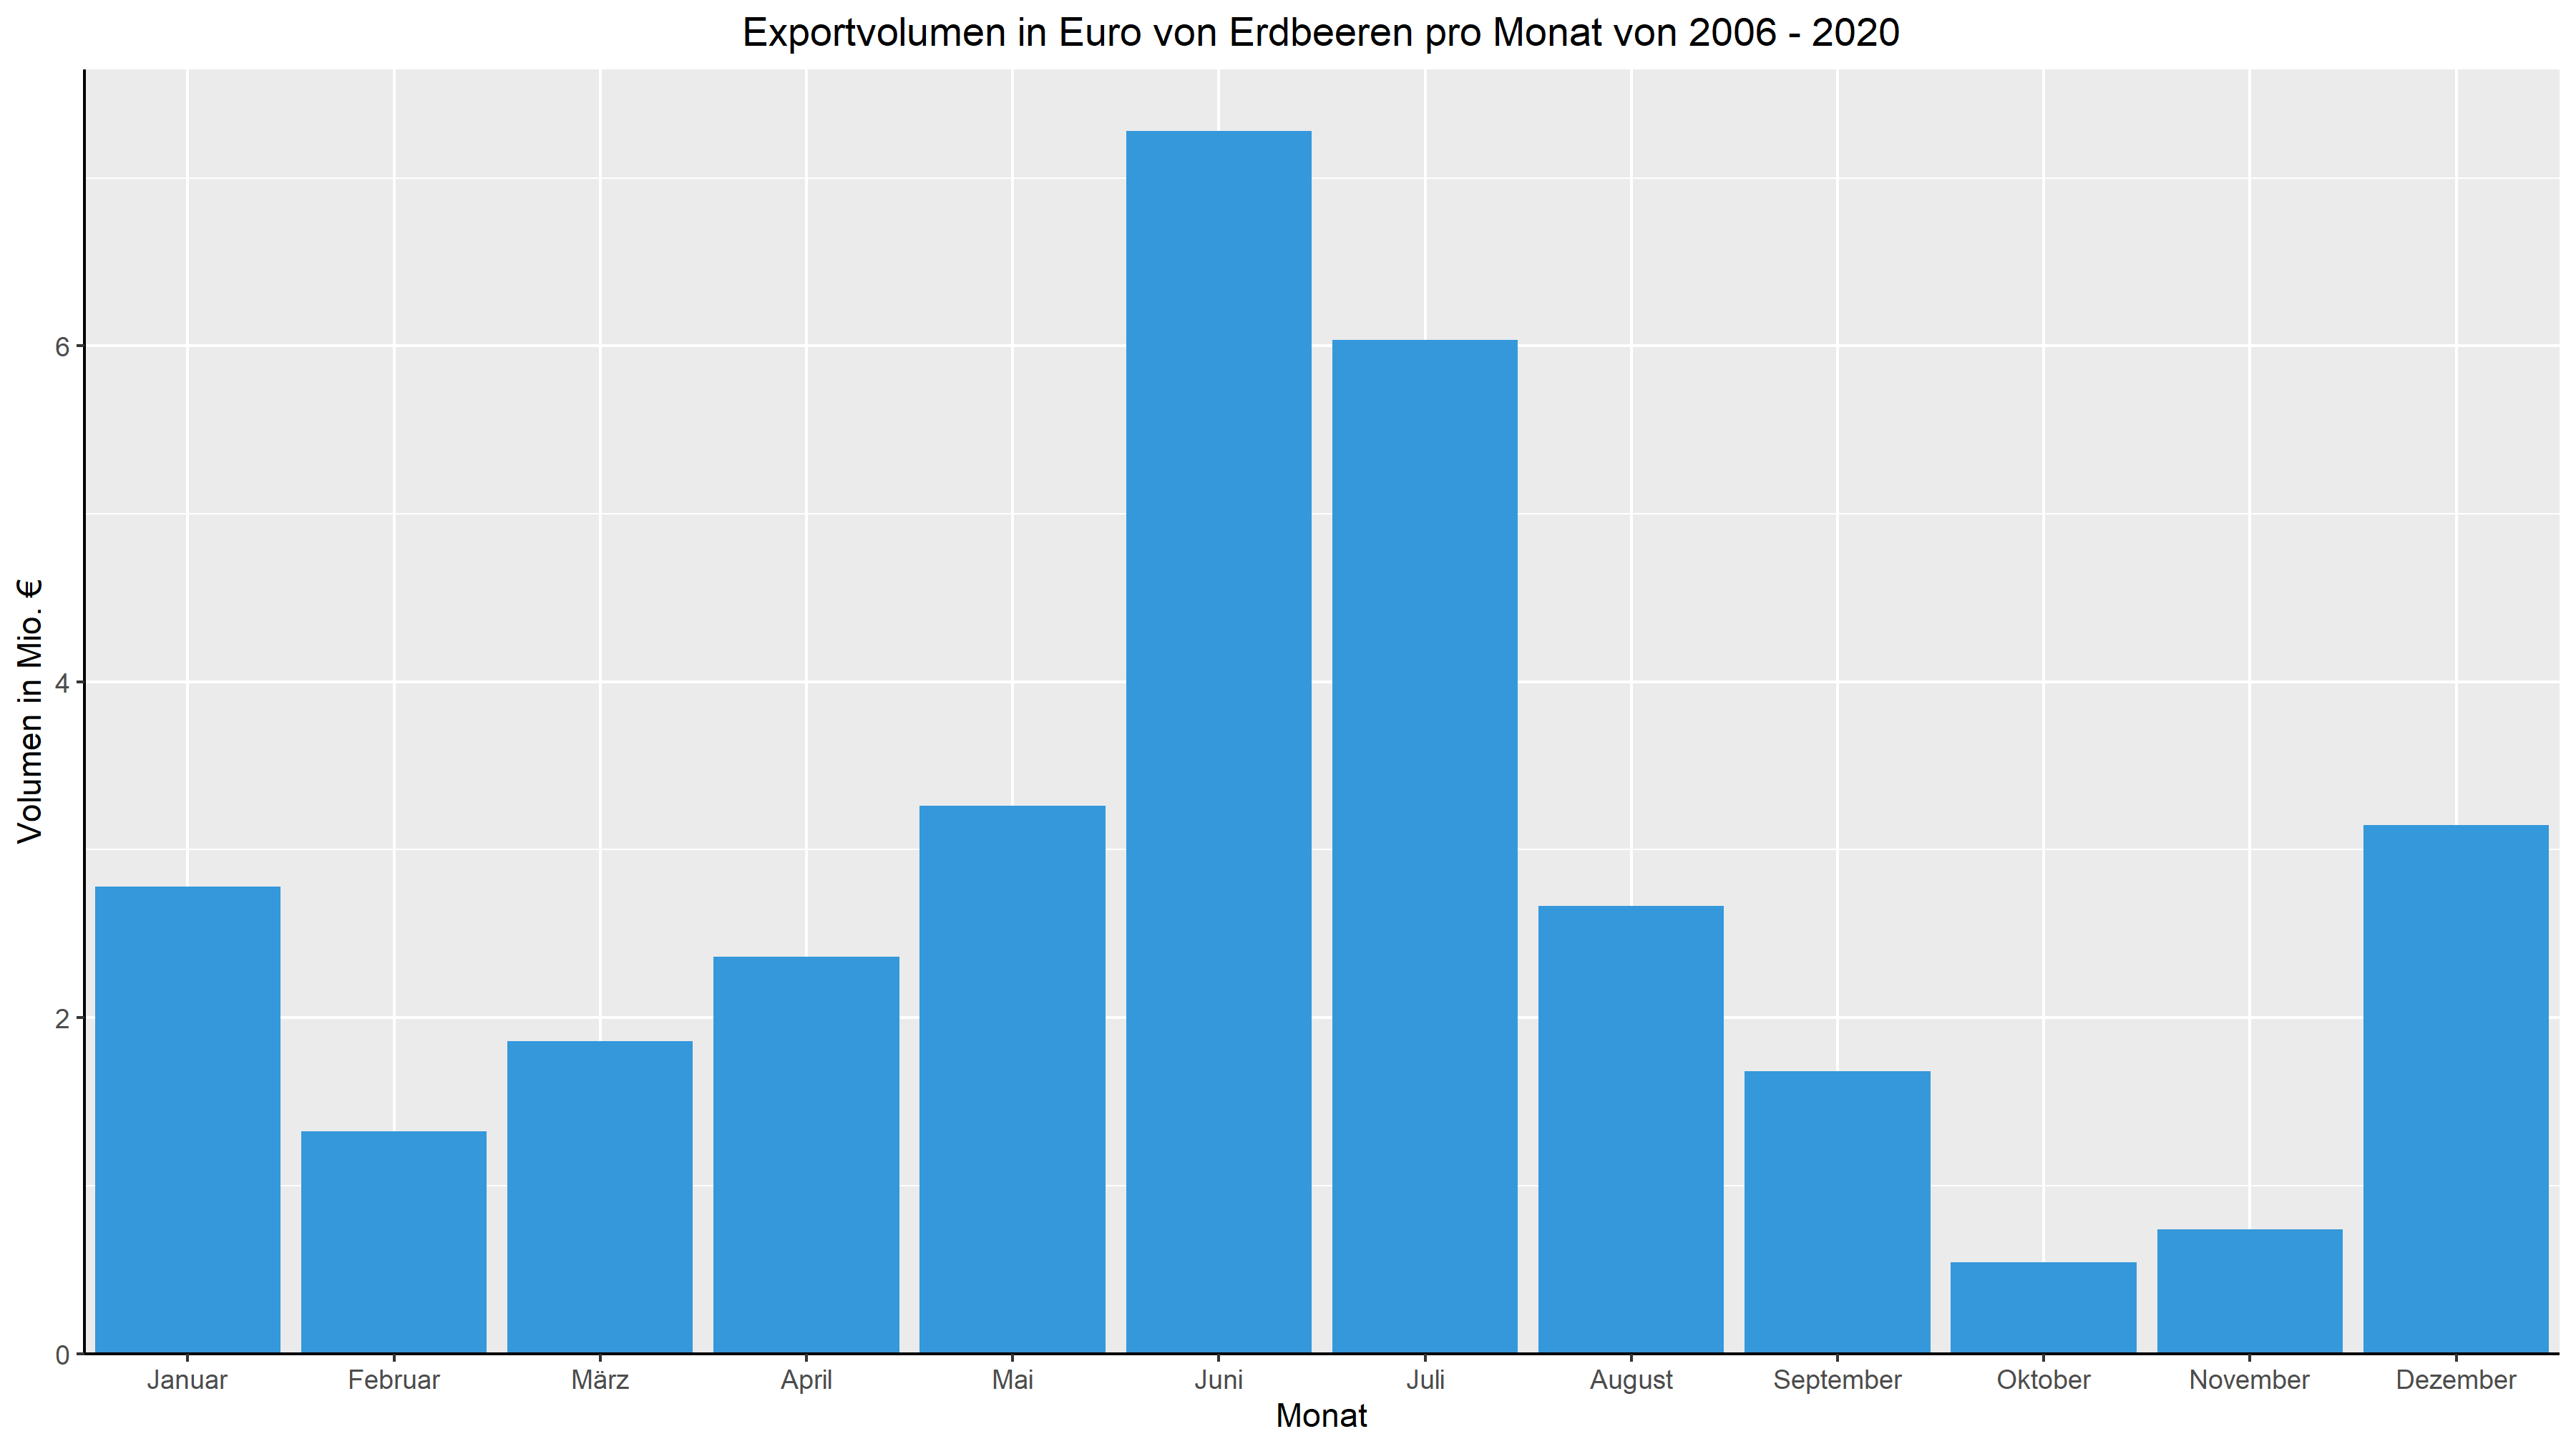 Exportvolumen in Euro von Erdbeeren pro Monat von 2006 - 2020
Volumen in Mio. €
6
4
2
0
Januar Februar März April Mai Juni Juli August September Oktober November Dezember
Monat